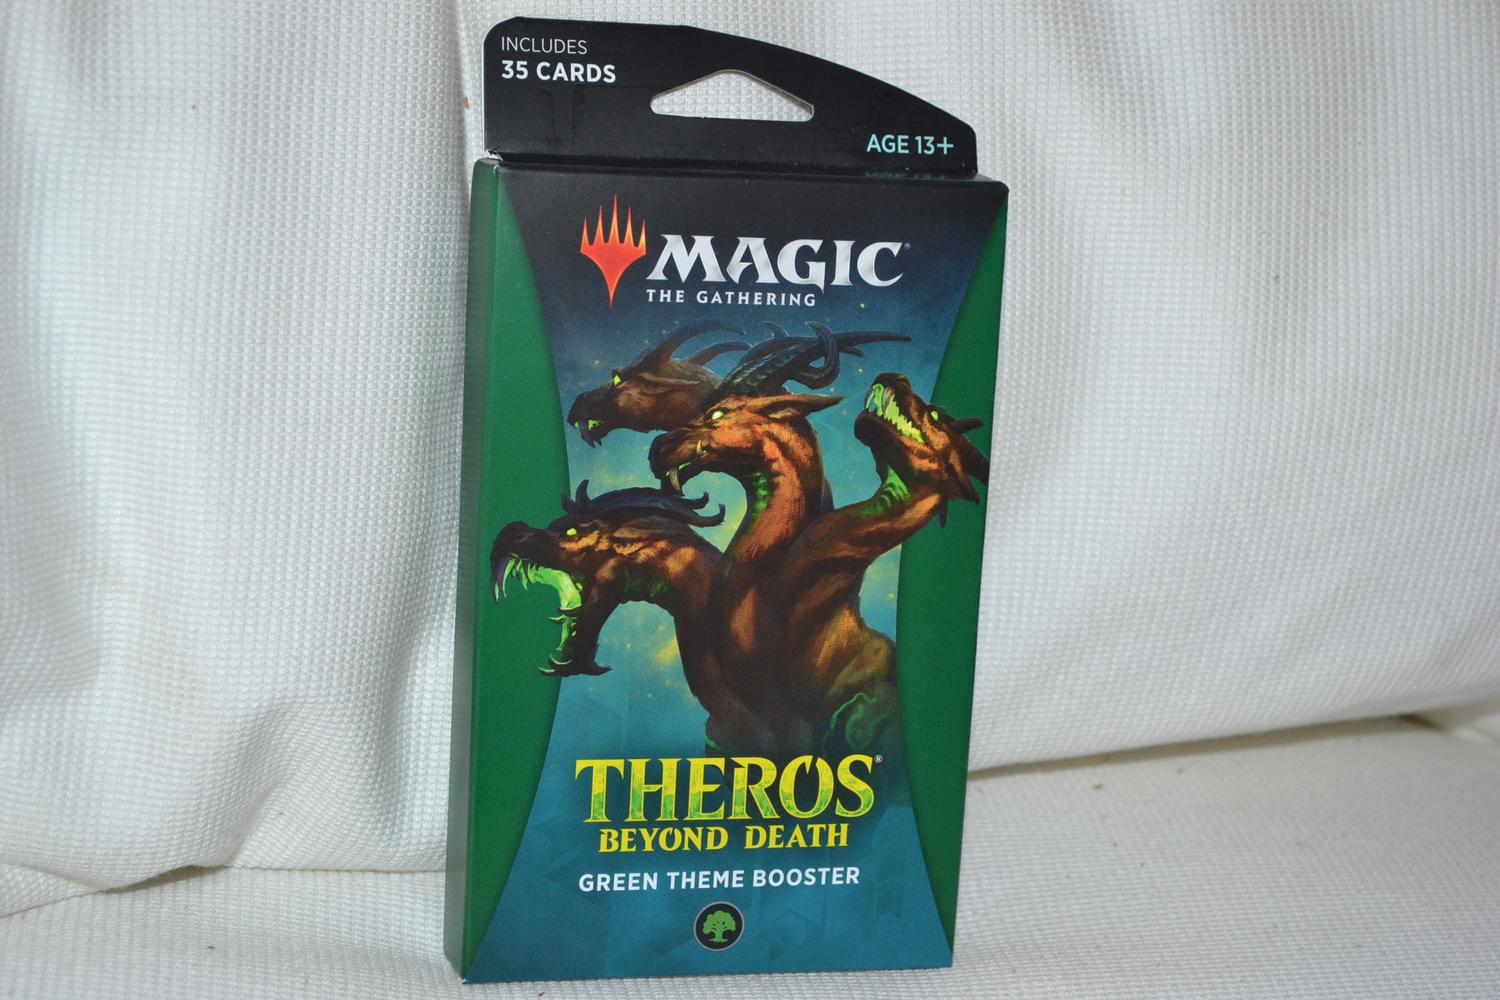 INCLUDES
35 CARDS
AGE 13+
MAGIC®
THE GATHERING
THEROS®
BEYOND DEATH
GREEN THEME BOOSTER